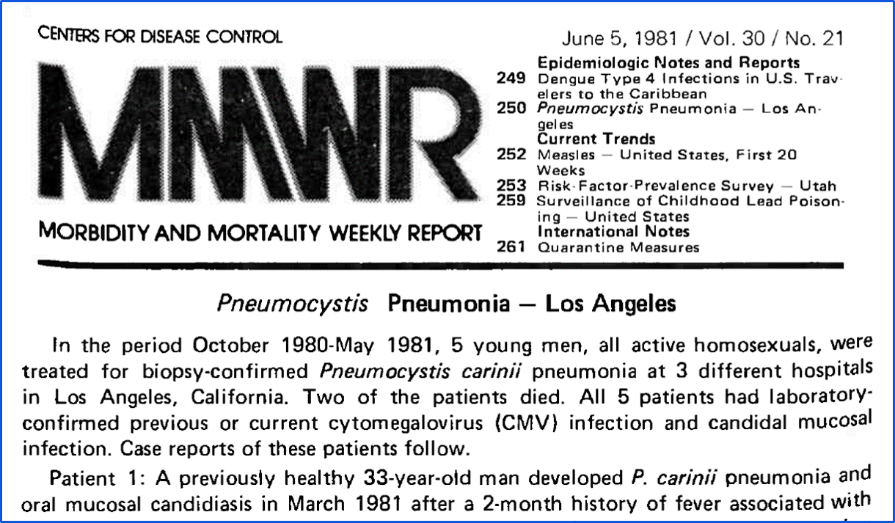 CENTERS FOR DISEASE CONTROL
June 5, 1981 / Vol. 30 / No. 21
MMWR
MORBIDITY AND MORTALITY WEEKLY REPORT
Epidemiologic Notes and Reports
249 Dengue Type 4 Infections in U.S. Trav-
elers to the Caribbean
250 Pneumocystis Pneumonia — Los An-
geles
Current Trends
252 Measles — United States, First 20
Weeks
253 Risk-Factor-Prevalence Survey — Utah
259 Surveillance of Childhood Lead Poison-
ing — United States
International Notes
261 Quarantine Measures
Pneumocystis Pneumonia — Los Angeles
In the period October 1980-May 1981, 5 young men, all active homosexuals, were
treated for biopsy-confirmed Pneumocystis carinii pneumonia at 3 different hospitals
in Los Angeles, California. Two of the patients died. All 5 patients had laboratory-
confirmed previous or current cytomegalovirus (CMV) infection and candidal mucosal
infection. Case reports of these patients follow.
Patient 1: A previously healthy 33-year-old man developed P. carinii pneumonia and
oral mucosal candidiasis in March 1981 after a 2-month history of fever associated with